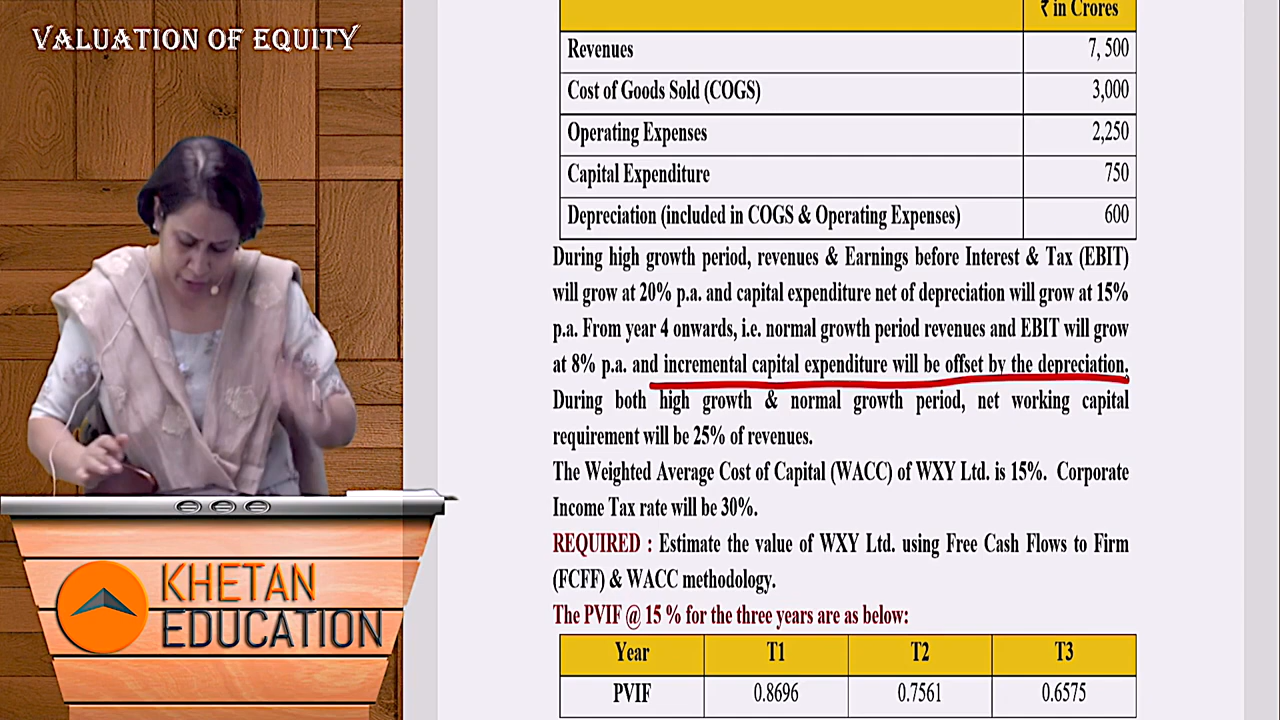 VALUATION OF EQUITY
₹ in Crores
Revenues 7, 500
Cost of Goods Sold (COGS) 3,000
Operating Expenses 2,250
Capital Expenditure 750
Depreciation (included in COGS & Operating Expenses) 600
During high growth period, revenues & Earnings before Interest & Tax (EBIT)
will grow at 20% p.a. and capital expenditure net of depreciation will grow at 15%
p.a. From year 4 onwards, i.e. normal growth period revenues and EBIT will grow
at 8% p.a. and incremental capital expenditure will be offset by the depreciation.
During both high growth & normal growth period, net working capital
requirement will be 25% of revenues.
The Weighted Average Cost of Capital (WACC) of WXY Ltd. is 15%. Corporate
Income Tax rate will be 30%.
REQUIRED : Estimate the value of WXY Ltd. using Free Cash Flows to Firm
(FCFF) & WACC methodology.
The PVIF @ 15 % for the three years are as below:
Year T1 T2 T3
PVIF 0.8696 0.7561 0.6575
KHETAN
EDUCATION